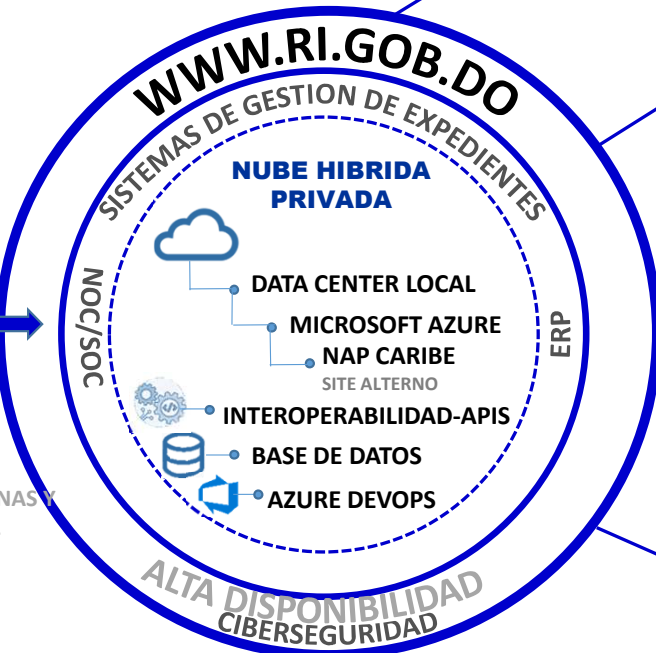 WWW.RI.GOB.DO
SISTEMAS DE GESTION DE EXPEDIENTES
NUBE HIBRIDA
PRIVADA
DATA CENTER LOCAL
MICROSOFT AZURE
NOC/SOC
ERP
NAP CARIBE
SITE ALTERNO
INTEROPERABILIDAD-APIS
BASE DE DATOS
AZURE DEVOPS
NAS Y
ALTA DISPONIBILIDAD
CIBERSEGURIDAD